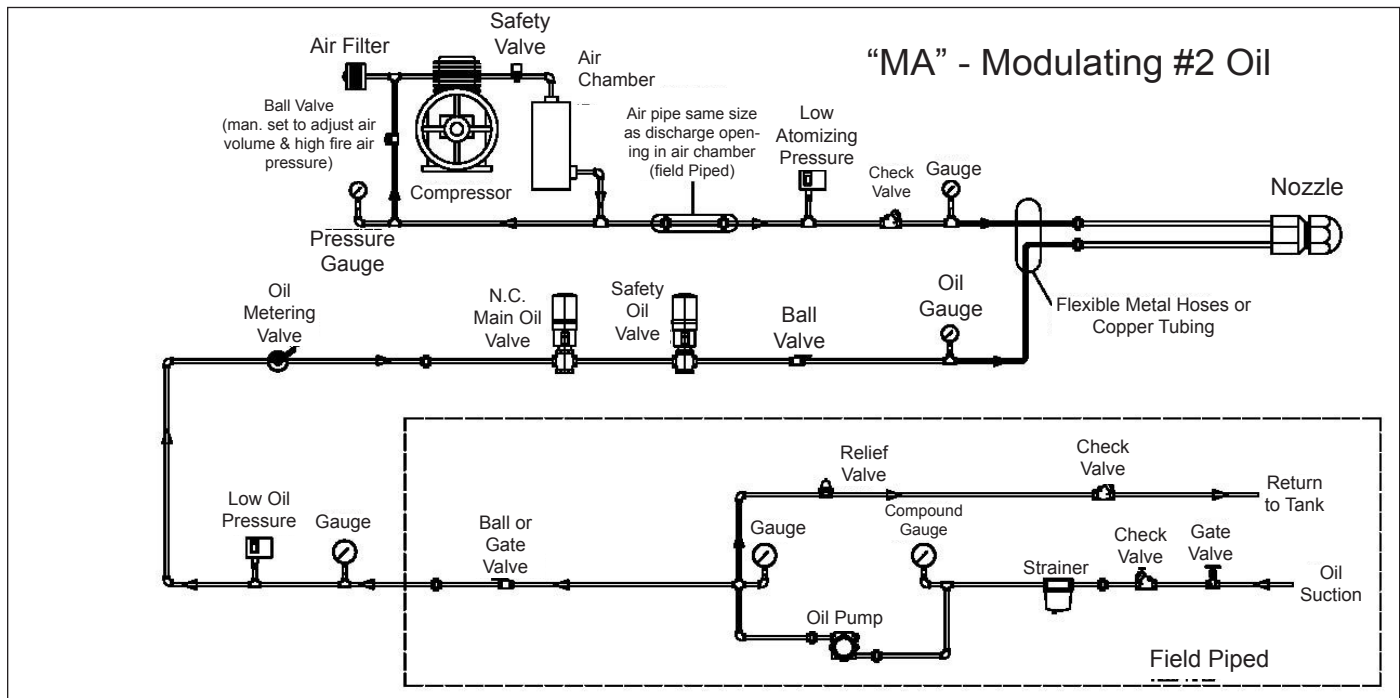 “MA” - Modulating #2 Oil
Air Filter
Safety
Valve
Air
Chamber
Ball Valve
(man. set to adjust air
volume & high fire air
pressure)
Compressor
Air pipe same size
as discharge open-
ing in air chamber
(field Piped)
Low
Atomizing
Pressure
Check
Valve
Gauge
Nozzle
Pressure
Gauge
Oil
Metering
Valve
N.C.
Main Oil
Valve
Safety
Oil
Valve
Ball
Valve
Oil
Gauge
Flexible Metal Hoses or
Copper Tubing
Relief
Valve
Check
Valve
Return
to Tank
Low Oil
Pressure
Gauge
Ball or
Gate
Valve
Gauge
Compound
Gauge
Strainer
Check
Valve
Gate
Valve
Oil
Suction
Oil Pump
Field Piped